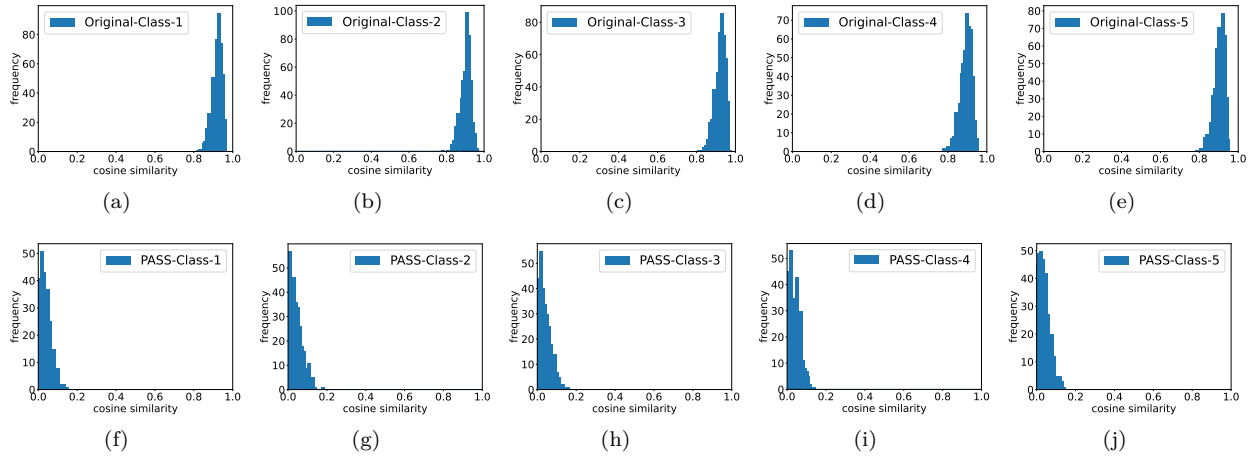 Original-Class-1
frequency
80
60
40
20
0
0.0 0.2 0.4 0.6 0.8 1.0
cosine similarity
(a)
Original-Class-2
frequency
100
80
60
40
20
0
0.0 0.2 0.4 0.6 0.8 1.0
cosine similarity
(b)
Original-Class-3
frequency
80
60
40
20
0
0.0 0.2 0.4 0.6 0.8 1.0
cosine similarity
(c)
Original-Class-4
frequency
70
60
50
40
30
20
10
0
0.0 0.2 0.4 0.6 0.8 1.0
cosine similarity
(d)
Original-Class-5
frequency
80
70
60
50
40
30
20
10
0
0.0 0.2 0.4 0.6 0.8 1.0
cosine similarity
(e)
PASS-Class-1
frequency
50
40
30
20
10
0
0.0 0.2 0.4 0.6 0.8 1.0
cosine similarity
(f)
PASS-Class-2
frequency
50
40
30
20
10
0
0.0 0.2 0.4 0.6 0.8 1.0
cosine similarity
(g)
PASS-Class-3
frequency
50
40
30
20
10
0
0.0 0.2 0.4 0.6 0.8 1.0
cosine similarity
(h)
PASS-Class-4
frequency
50
40
30
20
10
0
0.0 0.2 0.4 0.6 0.8 1.0
cosine similarity
(i)
PASS-Class-5
frequency
50
40
30
20
10
0
0.0 0.2 0.4 0.6 0.8 1.0
cosine similarity
(j)